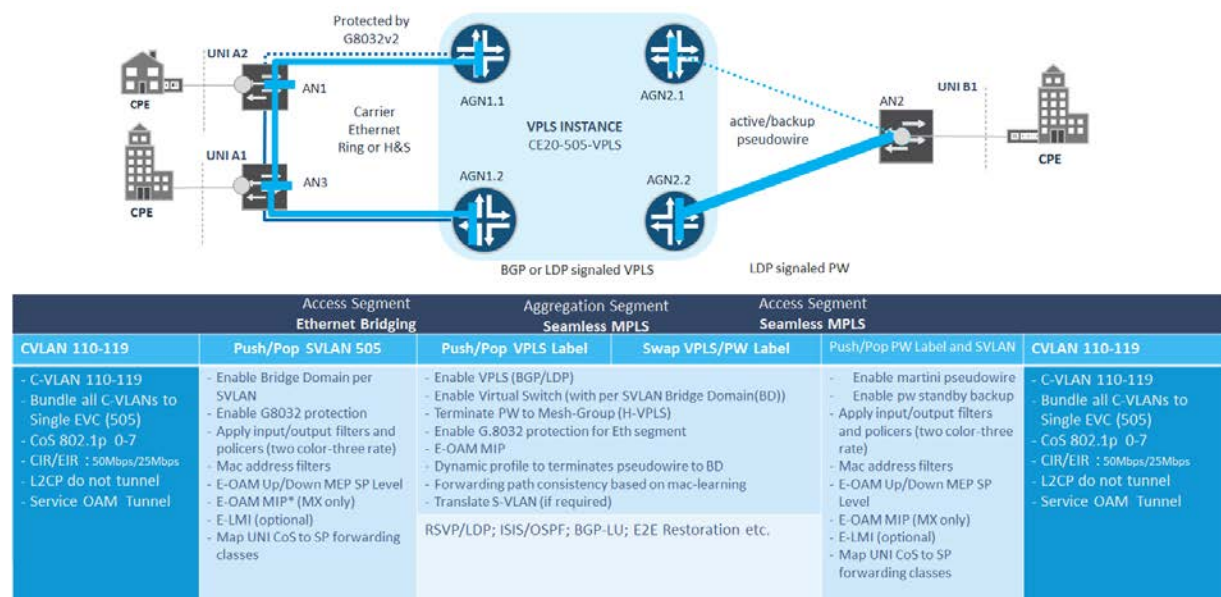 Protected by
G8032v2
UNI A2
CPE
AN1
AGN1.1
AGN2.1
Carrier
Ethernet
Ring or H&S
VPLS INSTANCE
CE20-505-VPLS
active/backup
pseudowire
AN2
UNI B1
CPE
UNI A1
AN3
CPE
AGN1.2
AGN2.2
BGP or LDP signaled VPLS
LDP signaled PW
Access Segment
Ethernet Bridging
Aggregation Segment
Seamless MPLS
Access Segment
Seamless MPLS
CVLAN 110-119
Push/Pop SVLAN 505
Push/Pop VPLS Label
Swap VPLS/PW Label
Push/Pop PW Label and SVLAN
CVLAN 110-119
- C-VLAN 110-119
- Bundle all C-VLANs to
Single EVC (505)
- CoS 802.1p 0-7
- CIR/EIR : 50Mbps/25Mbps
- L2CP do not tunnel
- Service OAM Tunnel
- Enable Bridge Domain per
SVLAN
- Enable G8032 protection
- Apply input/output filters and
policers (two color-three rate)
- Mac address filters
- E-OAM Up/Down MEP SP Level
- E-OAM MIP* (MX only)
- E-LMI (optional)
- Map UNI CoS to SP forwarding
classes
- Enable VPLS (BGP/LDP)
- Enable Virtual Switch (with per SVLAN Bridge Domain(BD))
- Terminate PW to Mesh-Group (H-VPLS)
- Enable G.8032 protection for Eth segment
- E-OAM MIP
- Dynamic profile to terminates pseudowire to BD
- Forwarding path consistency based on mac-learning
- Translate S-VLAN (if required)
RSVP/LDP; ISIS/OSPF; BGP-LU; E2E Restoration etc.
- Enable martini pseudowire
- Enable pw standby backup
- Apply input/output filters
and policers (two color-three
rate)
- Mac address filters
- E-OAM Up/Down MEP SP
Level
- E-OAM MIP (MX only)
- E-LMI (optional)
- Map UNI CoS to SP
forwarding classes
- C-VLAN 110-119
- Bundle all C-VLANs to
Single EVC (505)
- CoS 802.1p 0-7
- CIR/EIR : 50Mbps/25Mbps
- L2CP do not tunnel
- Service OAM Tunnel